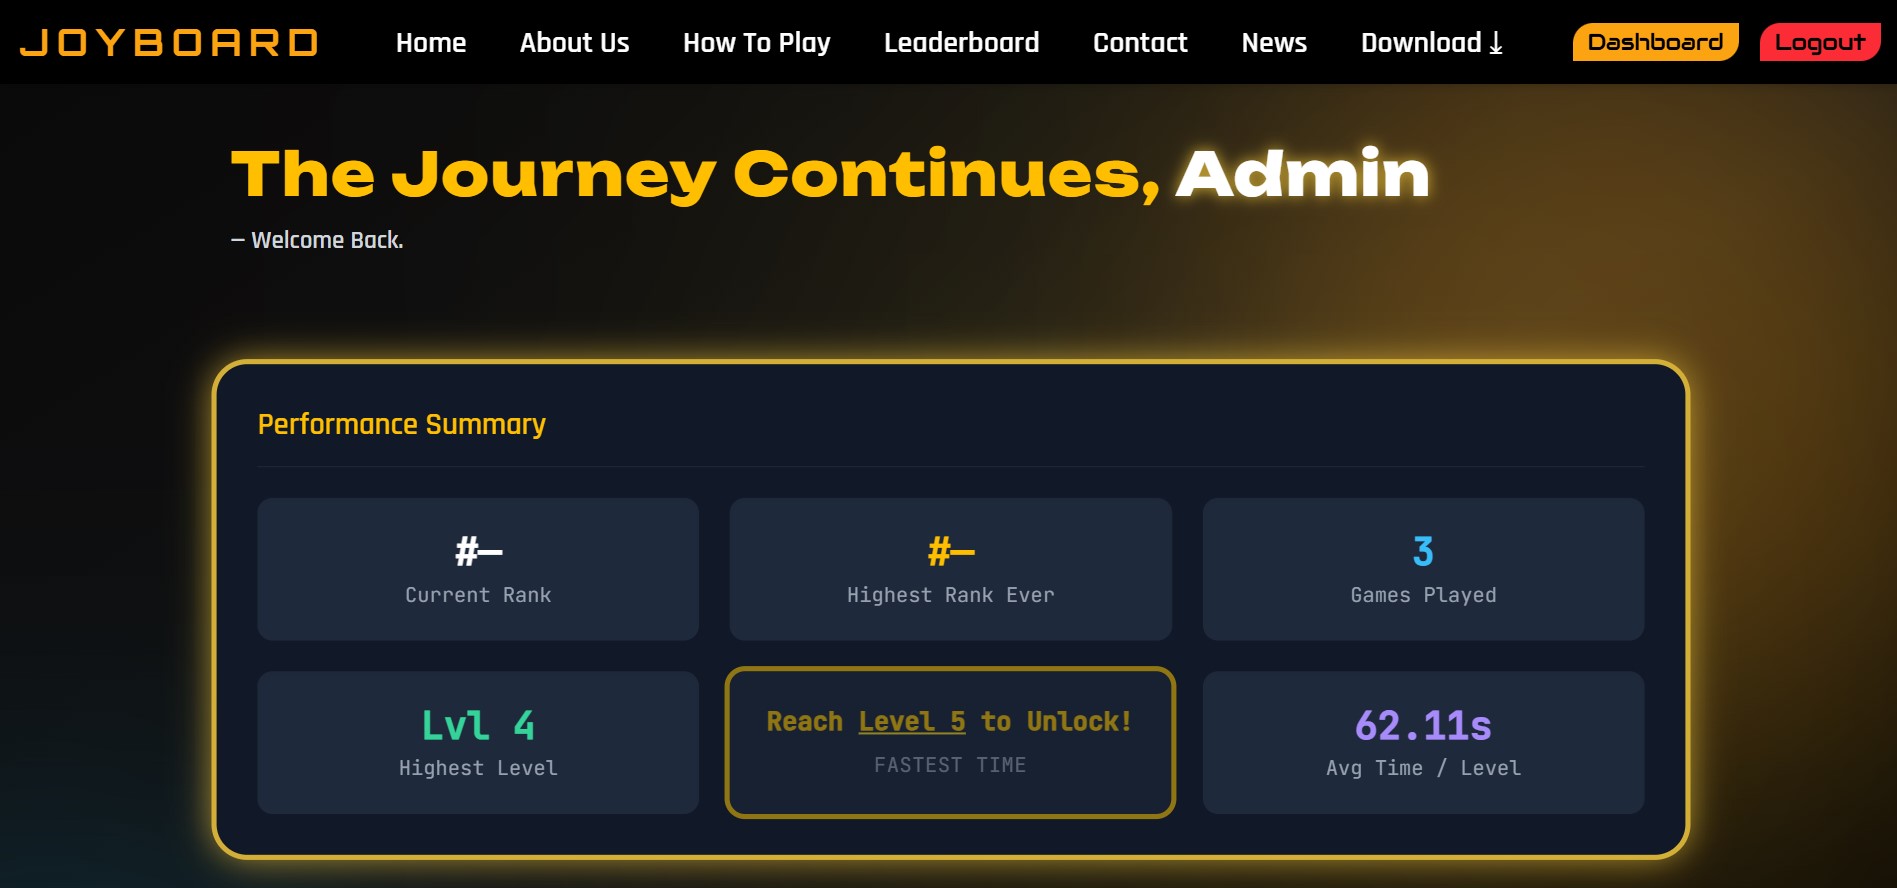 JOYBOARD Home About Us How To Play Leaderboard Contact News Download ↓ Dashboard Logout
The Journey Continues, Admin
— Welcome Back.
Performance Summary
#—
Current Rank
#—
Highest Rank Ever
3
Games Played
Lvl 4
Highest Level
Reach Level 5 to Unlock!
FASTEST TIME
62.11s
Avg Time / Level